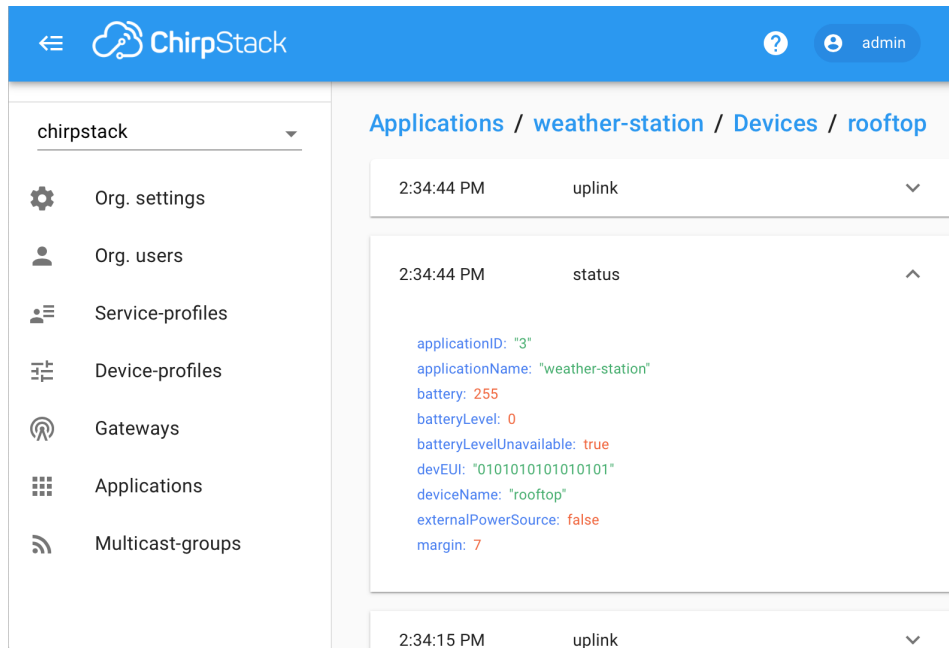 ChirpStack
?
admin
chirpstack
Org. settings
Org. users
Service-profiles
Device-profiles
Gateways
Applications
Multicast-groups
Applications / weather-station / Devices / rooftop
2:34:44 PM uplink
2:34:44 PM status
applicationID: "3"
applicationName: "weather-station"
battery: 255
batteryLevel: 0
batteryLevelUnavailable: true
devEUI: "0101010101010101"
deviceName: "rooftop"
externalPowerSource: false
margin: 7
2:34:15 PM uplink